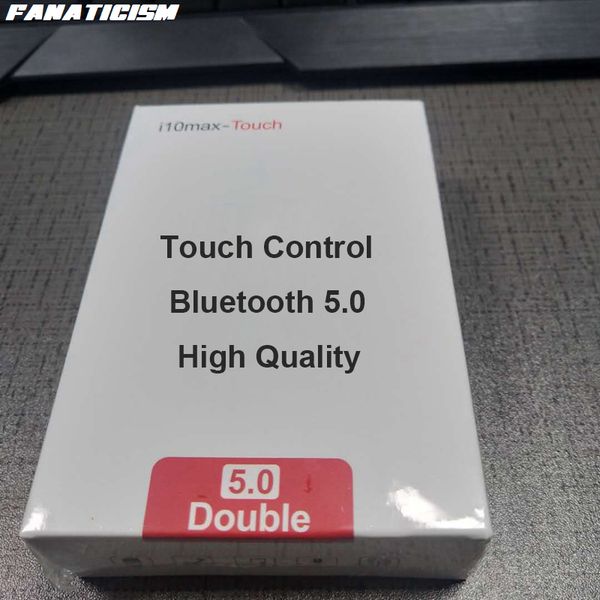 FANATICISM
i10max-Touch
Touch Control
Bluetooth 5.0
High Quality
5.0
Double